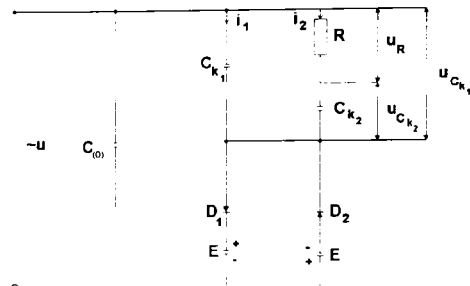 i1 i2
R uR
Ck1 uCk1
Ck2 uCk2
~u C(0)
D1 D2
E + - - + E